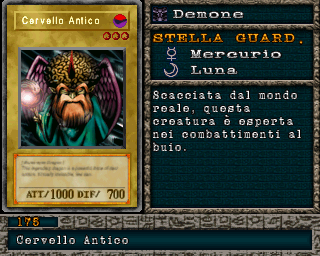 Cervello Antico
ATT/1000 DIF/ 700
Demone
STELLA GUARD.
Mercurio
Luna
Scacciata dal mondo
reale, questa
creatura è esperta
nei combattimenti al
buio.
175
Cervello Antico